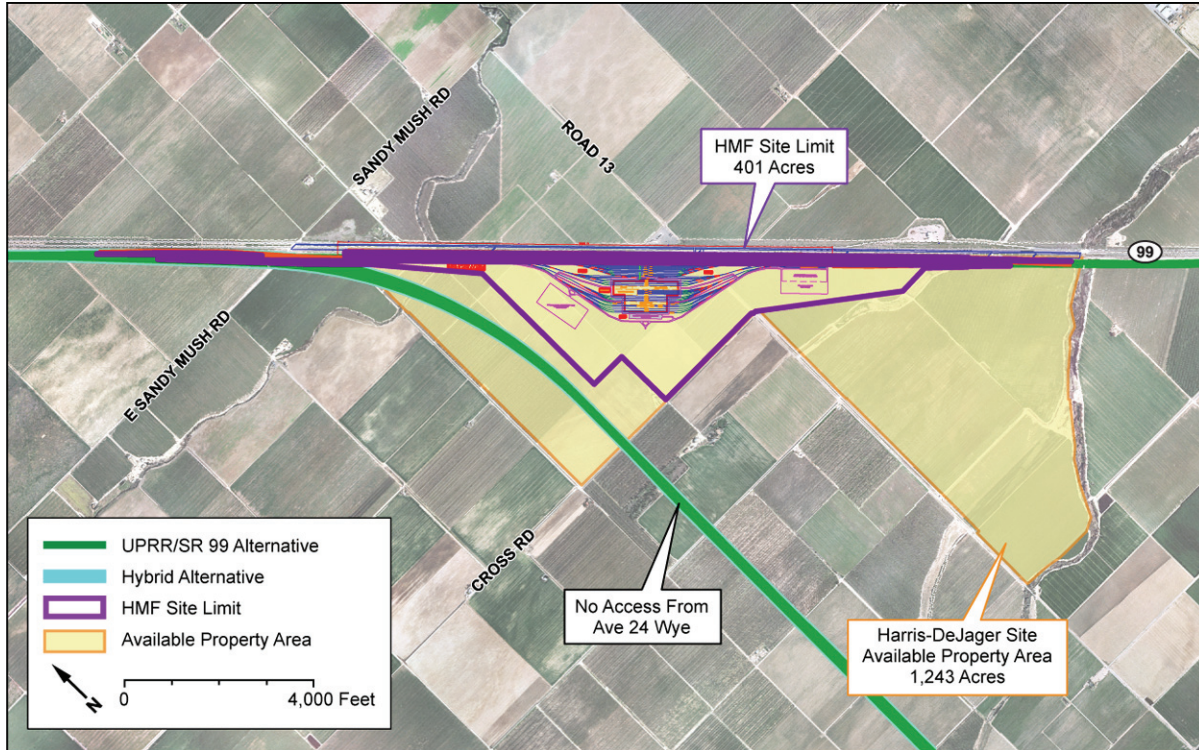 SANDY MUSH RD
ROAD 13
HMF Site Limit
401 Acres
99
E SANDY MUSH RD
CROSS RD
No Access From
Ave 24 Wye
Harris-DeJager Site
Available Property Area
1,243 Acres
UPRR/SR 99 Alternative
Hybrid Alternative
HMF Site Limit
Available Property Area
N
0 4,000 Feet